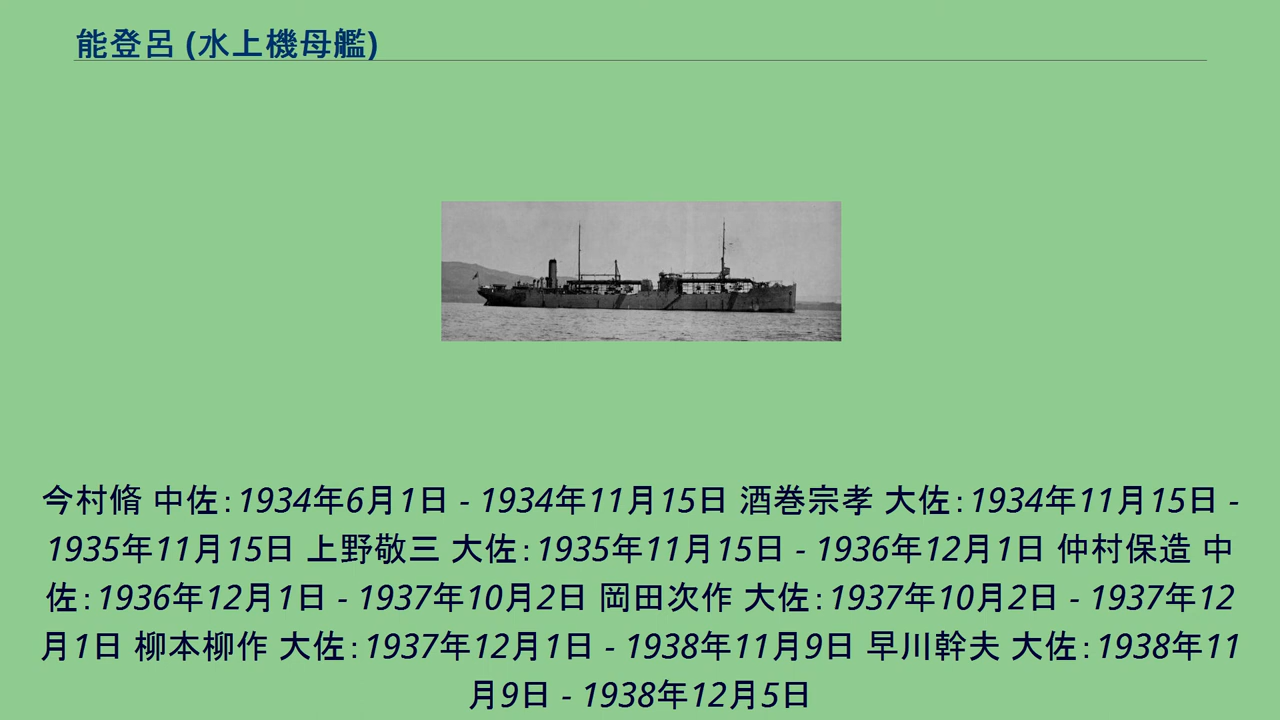 能登呂 (水上機母艦)
今村脩 中佐：1934年6月1日 - 1934年11月15日 酒巻宗孝 大佐：1934年11月15日 -
1935年11月15日 上野敬三 大佐：1935年11月15日 - 1936年12月1日 仲村保造 中
佐：1936年12月1日 - 1937年10月2日 岡田次作 大佐：1937年10月2日 - 1937年12
月1日 柳本柳作 大佐：1937年12月1日 - 1938年11月9日 早川幹夫 大佐：1938年11
月9日 - 1938年12月5日